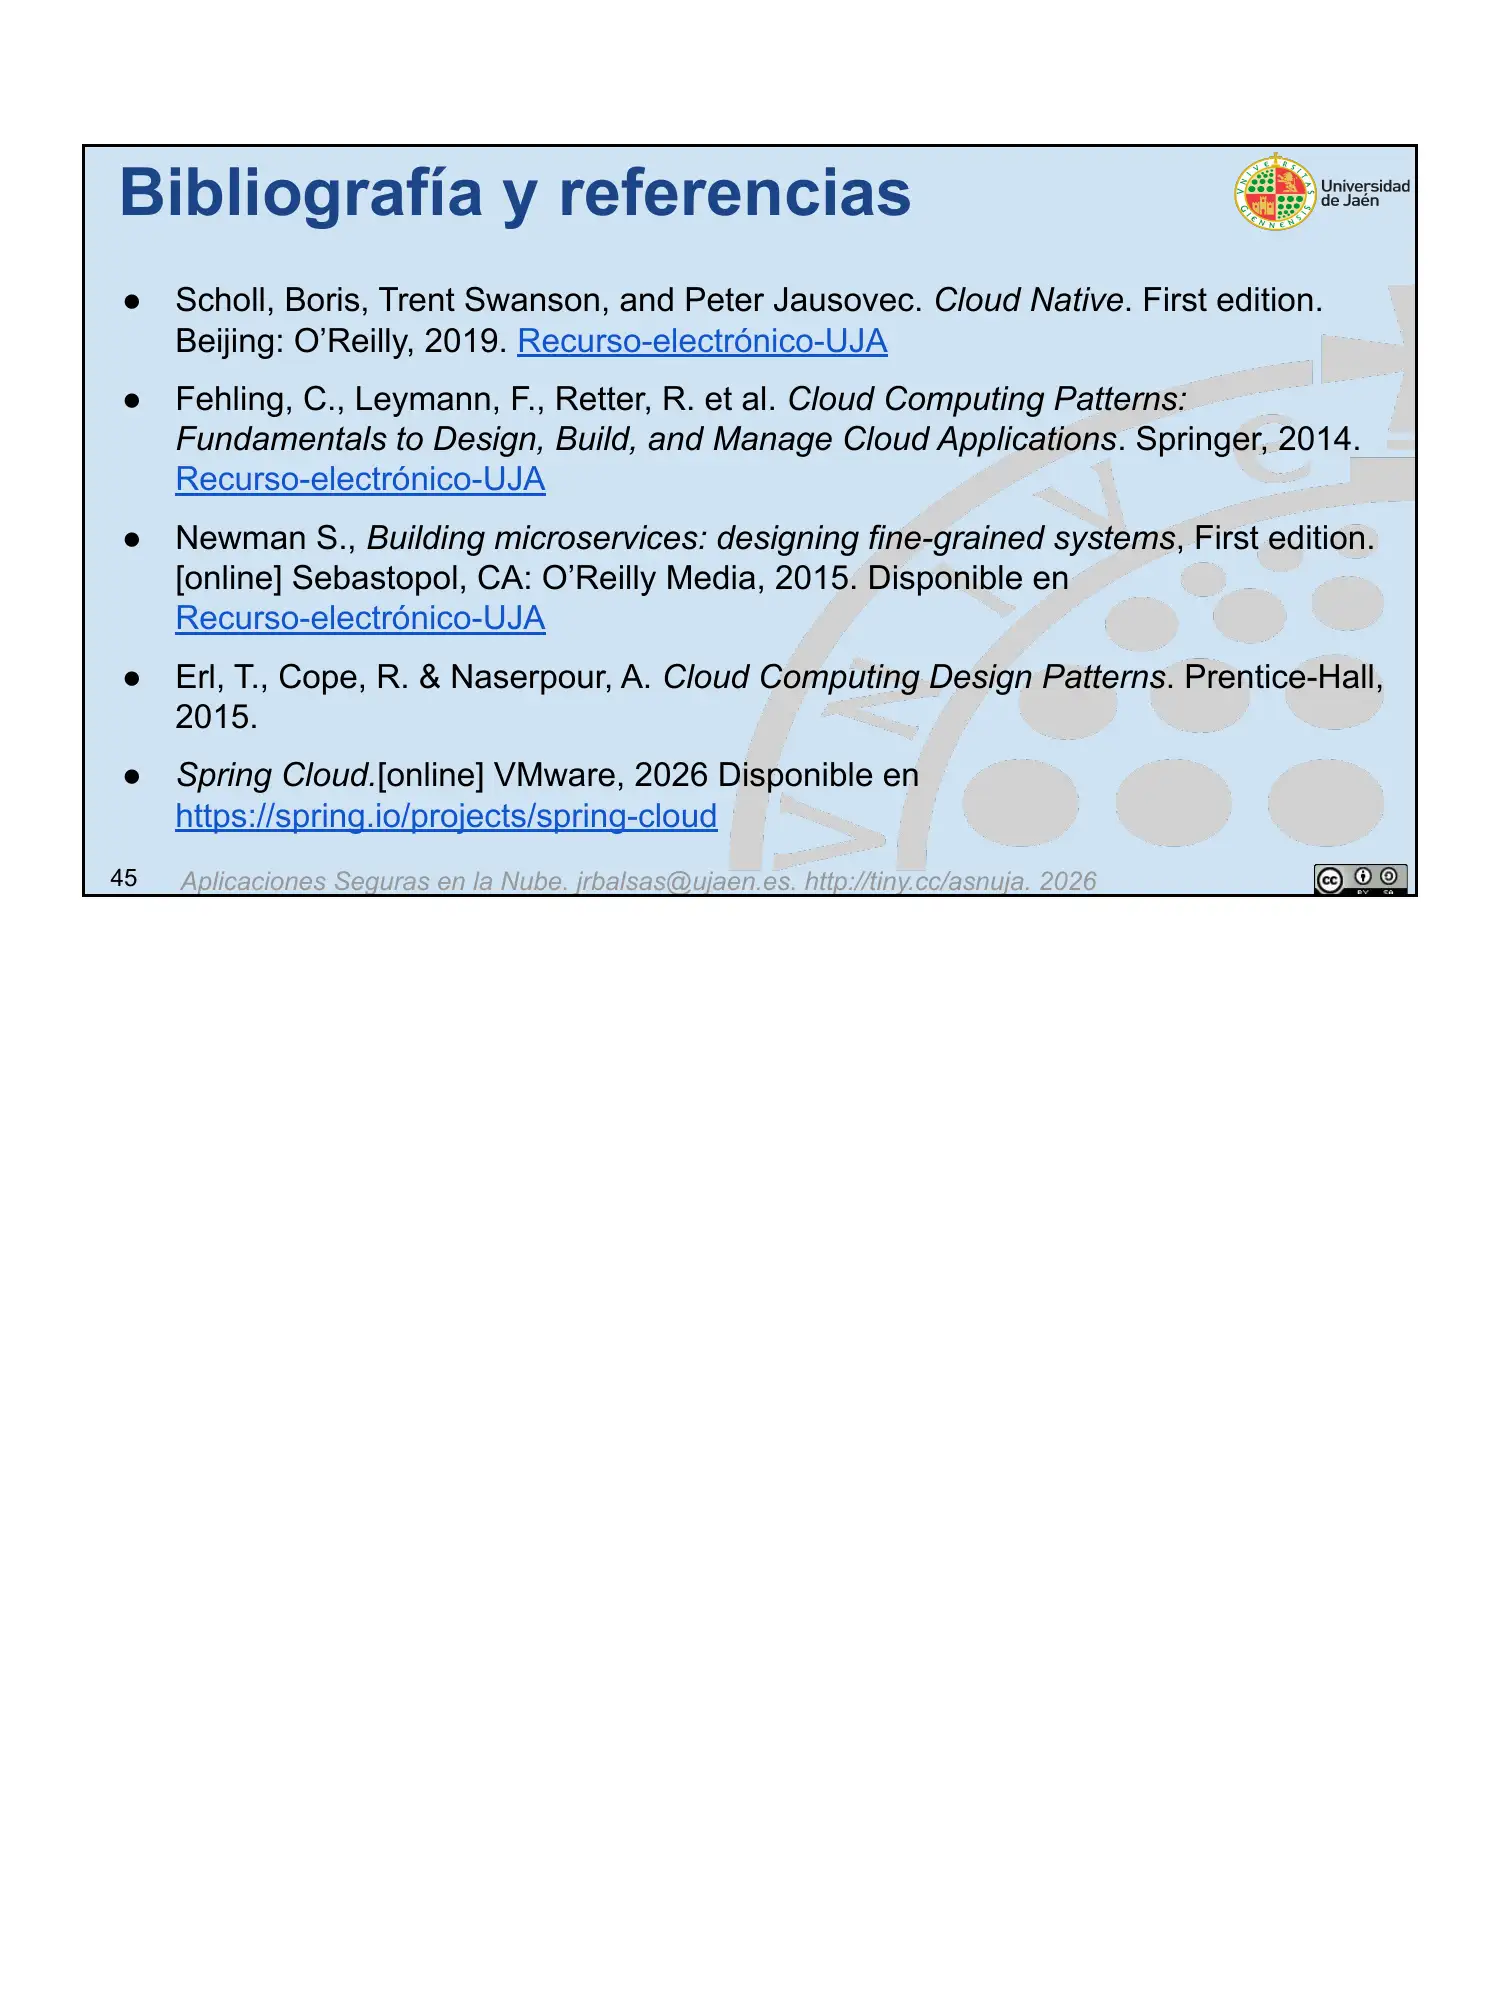 Bibliografía y referencias
Universidad
de Jaén
● Scholl, Boris, Trent Swanson, and Peter Jausovec. Cloud Native. First edition.
Beijing: O’Reilly, 2019. Recurso-electrónico-UJA
● Fehling, C., Leymann, F., Retter, R. et al. Cloud Computing Patterns:
Fundamentals to Design, Build, and Manage Cloud Applications. Springer, 2014.
Recurso-electrónico-UJA
● Newman S., Building microservices: designing fine-grained systems, First edition.
[online] Sebastopol, CA: O’Reilly Media, 2015. Disponible en
Recurso-electrónico-UJA
● Erl, T., Cope, R. & Naserpour, A. Cloud Computing Design Patterns. Prentice-Hall,
2015.
● Spring Cloud.[online] VMware, 2026 Disponible en
https://spring.io/projects/spring-cloud
45
Aplicaciones Seguras en la Nube. jrbalsas@ujaen.es. http://tiny.cc/asnuja. 2026
cc